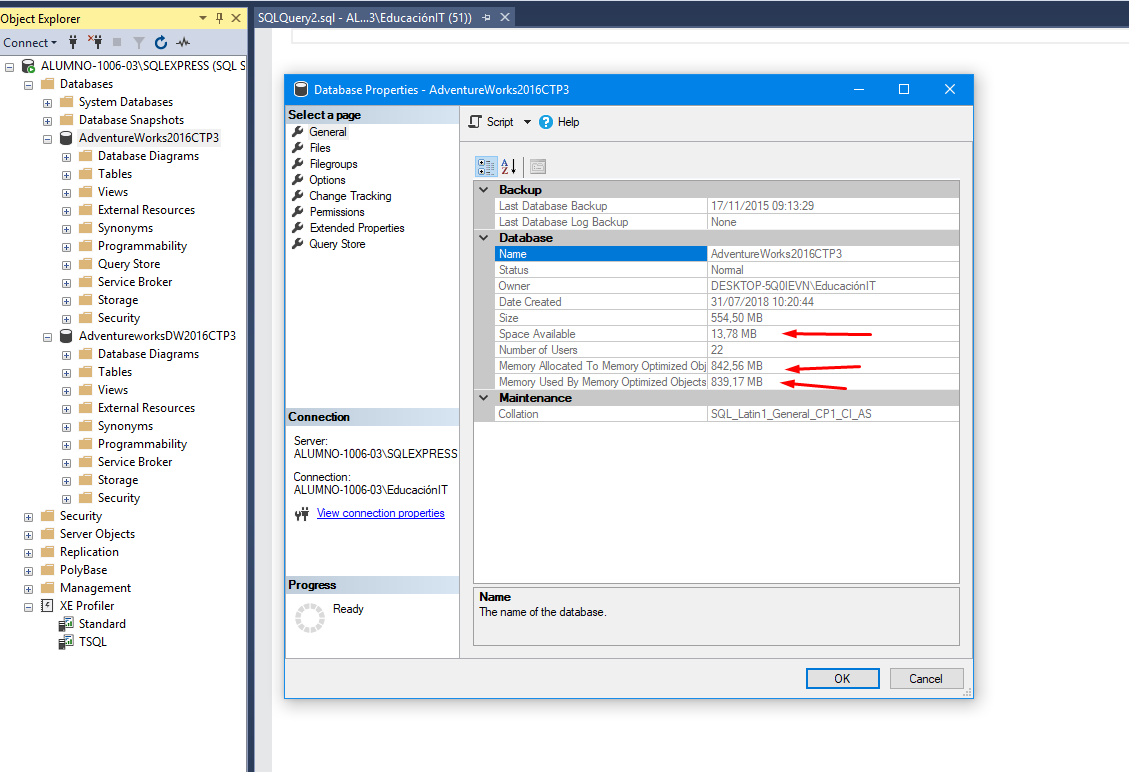 Object Explorer
SQLQuery2.sql - AL...3\EducaciónIT (51))
Connect
ALUMNO-1006-03\SQLEXPRESS (SQL S
Databases
System Databases
Database Snapshots
AdventureWorks2016CTP3
Database Diagrams
Tables
Views
External Resources
Synonyms
Programmability
Query Store
Service Broker
Storage
Security
AdventureworksDW2016CTP3
Database Diagrams
Tables
Views
External Resources
Synonyms
Programmability
Service Broker
Storage
Security
Security
Server Objects
Replication
PolyBase
Management
XE Profiler
Standard
TSQL
Database Properties - AdventureWorks2016CTP3
Select a page
General
Files
Filegroups
Options
Change Tracking
Permissions
Extended Properties
Query Store
Connection
Server:
ALUMNO-1006-03\SQLEXPRESS
Connection:
ALUMNO-1006-03\EducaciónIT
View connection properties
Progress
Ready
Script Help
Backup
Last Database Backup 17/11/2015 09:13:29
Last Database Log Backup None
Database
Name AdventureWorks2016CTP3
Status Normal
Owner DESKTOP-5Q0IEVN\EducaciónIT
Date Created 31/07/2018 10:20:44
Size 554,50 MB
Space Available 13,78 MB
Number of Users 22
Memory Allocated To Memory Optimized Obj 842,56 MB
Memory Used By Memory Optimized Objects 839,17 MB
Maintenance
Collation SQL_Latin1_General_CP1_CI_AS
Name
The name of the database.
OK Cancel